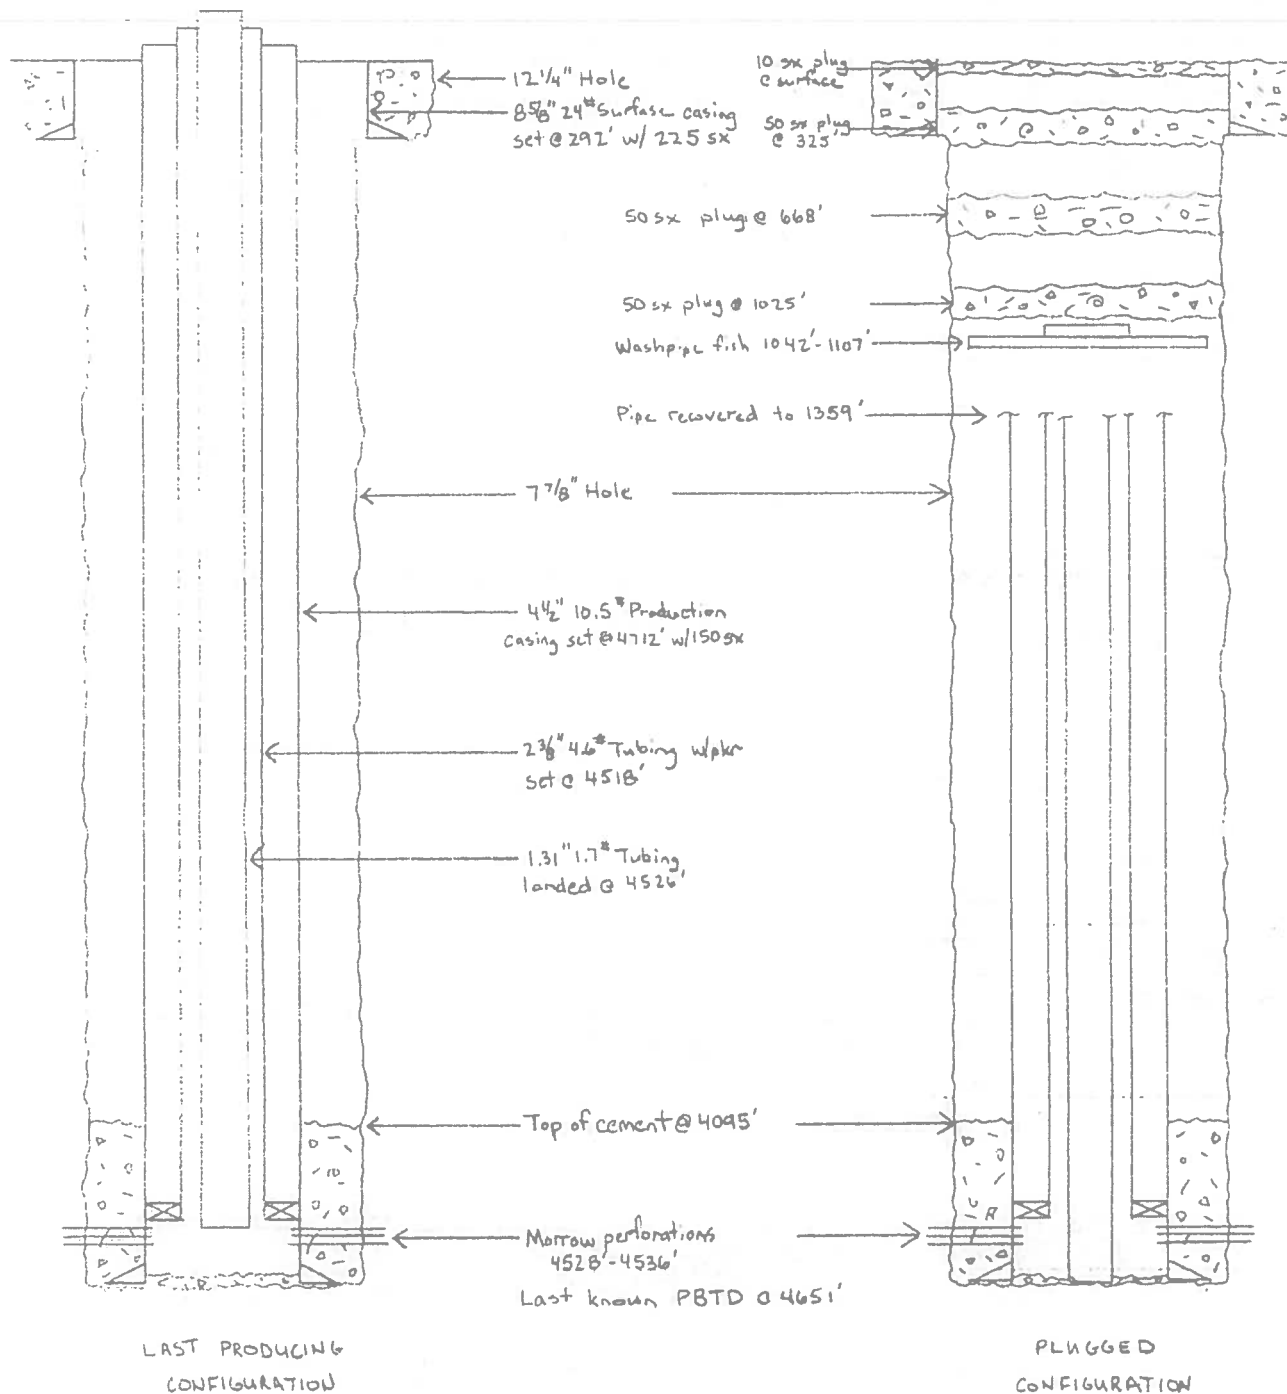 12 1/4" Hole
8 5/8" 24# Surface casing
set @ 292' w/ 225 sx
10 sx plug
@ surface
50 sx plug
@ 325'
50 sx plug @ 668'
50 sx plug @ 1025'
Washpipe fish 1042'-1107'
Pipe recovered to 1359'
7 7/8" Hole
4 1/2" 10.5# Production
casing set @ 4712' w/150 sx
2 3/8" 4.6# Tubing w/pkr
set @ 4518'
1.31" 1.7# Tubing
landed @ 4526'
Top of cement @ 4095'
Morrow perforations
4528'-4536'
Last known PBTD @ 4651'
LAST PRODUCING
CONFIGURATION
PLUGGED
CONFIGURATION